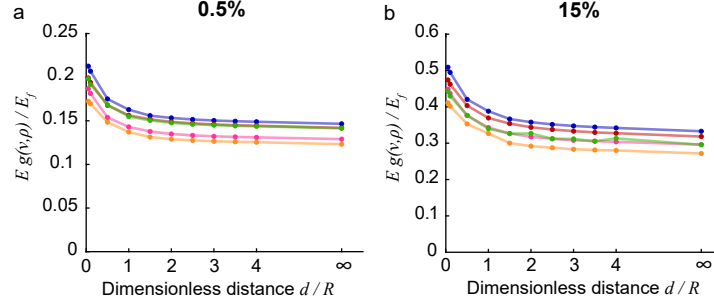 a
0.5%
0.25
0.2
0.15
0.1
0.05
0
E g(ν,ρ) / E_f
0 1 2 3 4 ∞
Dimensionless distance d / R
b
15%
0.6
0.5
0.4
0.3
0.2
0.1
0
E g(ν,ρ) / E_f
0 1 2 3 4 ∞
Dimensionless distance d / R